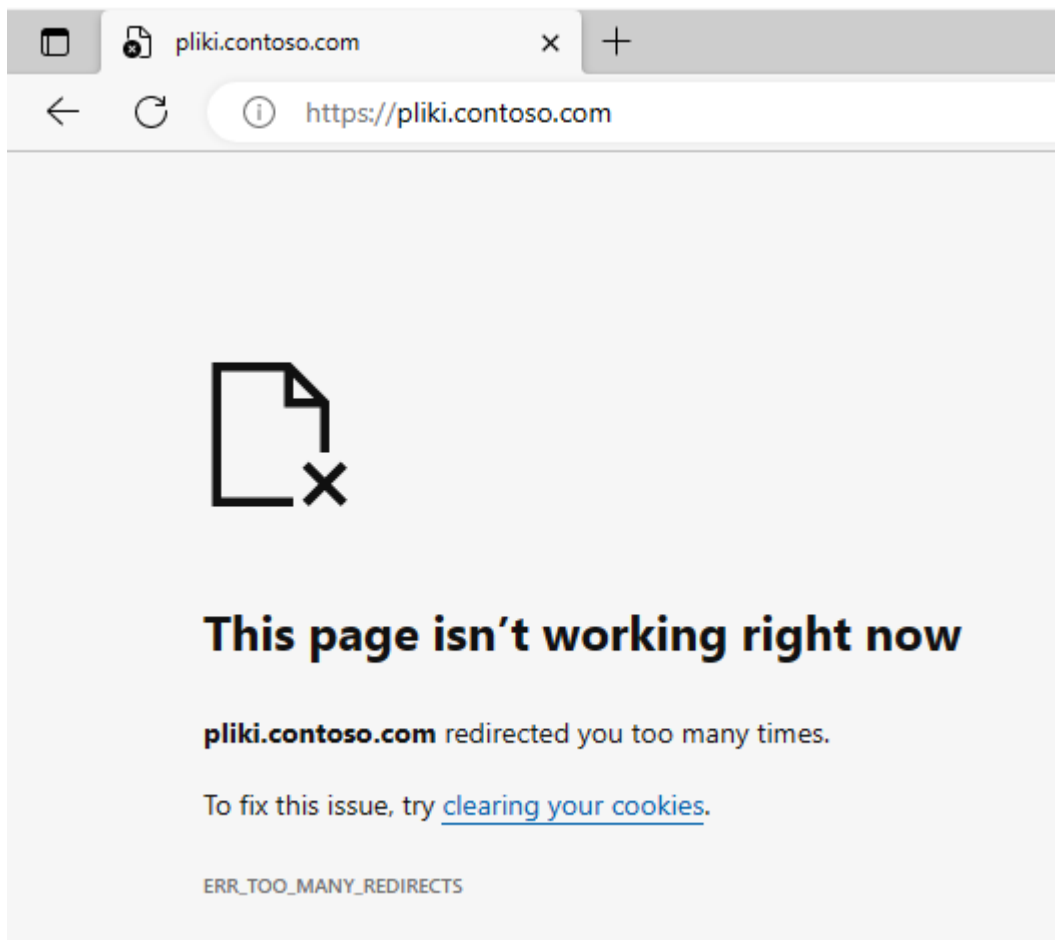 pliki.contoso.com
https://pliki.contoso.com
This page isn’t working right now
pliki.contoso.com redirected you too many times.
To fix this issue, try clearing your cookies.
ERR_TOO_MANY_REDIRECTS